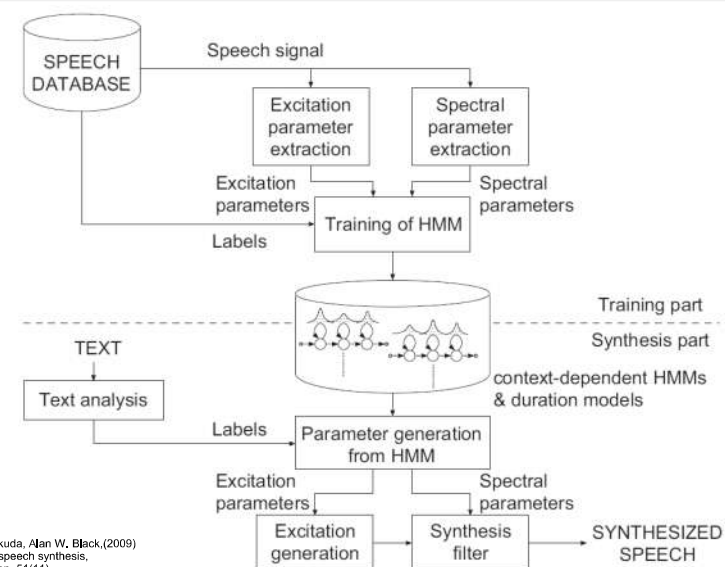 SPEECH
DATABASE
Speech signal
Excitation
parameter
extraction
Spectral
parameter
extraction
Excitation
parameters
Spectral
parameters
Training of HMM
Labels
Training part
Synthesis part
TEXT
context-dependent HMMs
& duration models
Text analysis
Labels
Parameter generation
from HMM
Excitation
parameters
Spectral
parameters
Excitation
generation
Synthesis
filter
SYNTHESIZED
SPEECH
kuda, Alan W. Black,(2009)
speech synthesis,